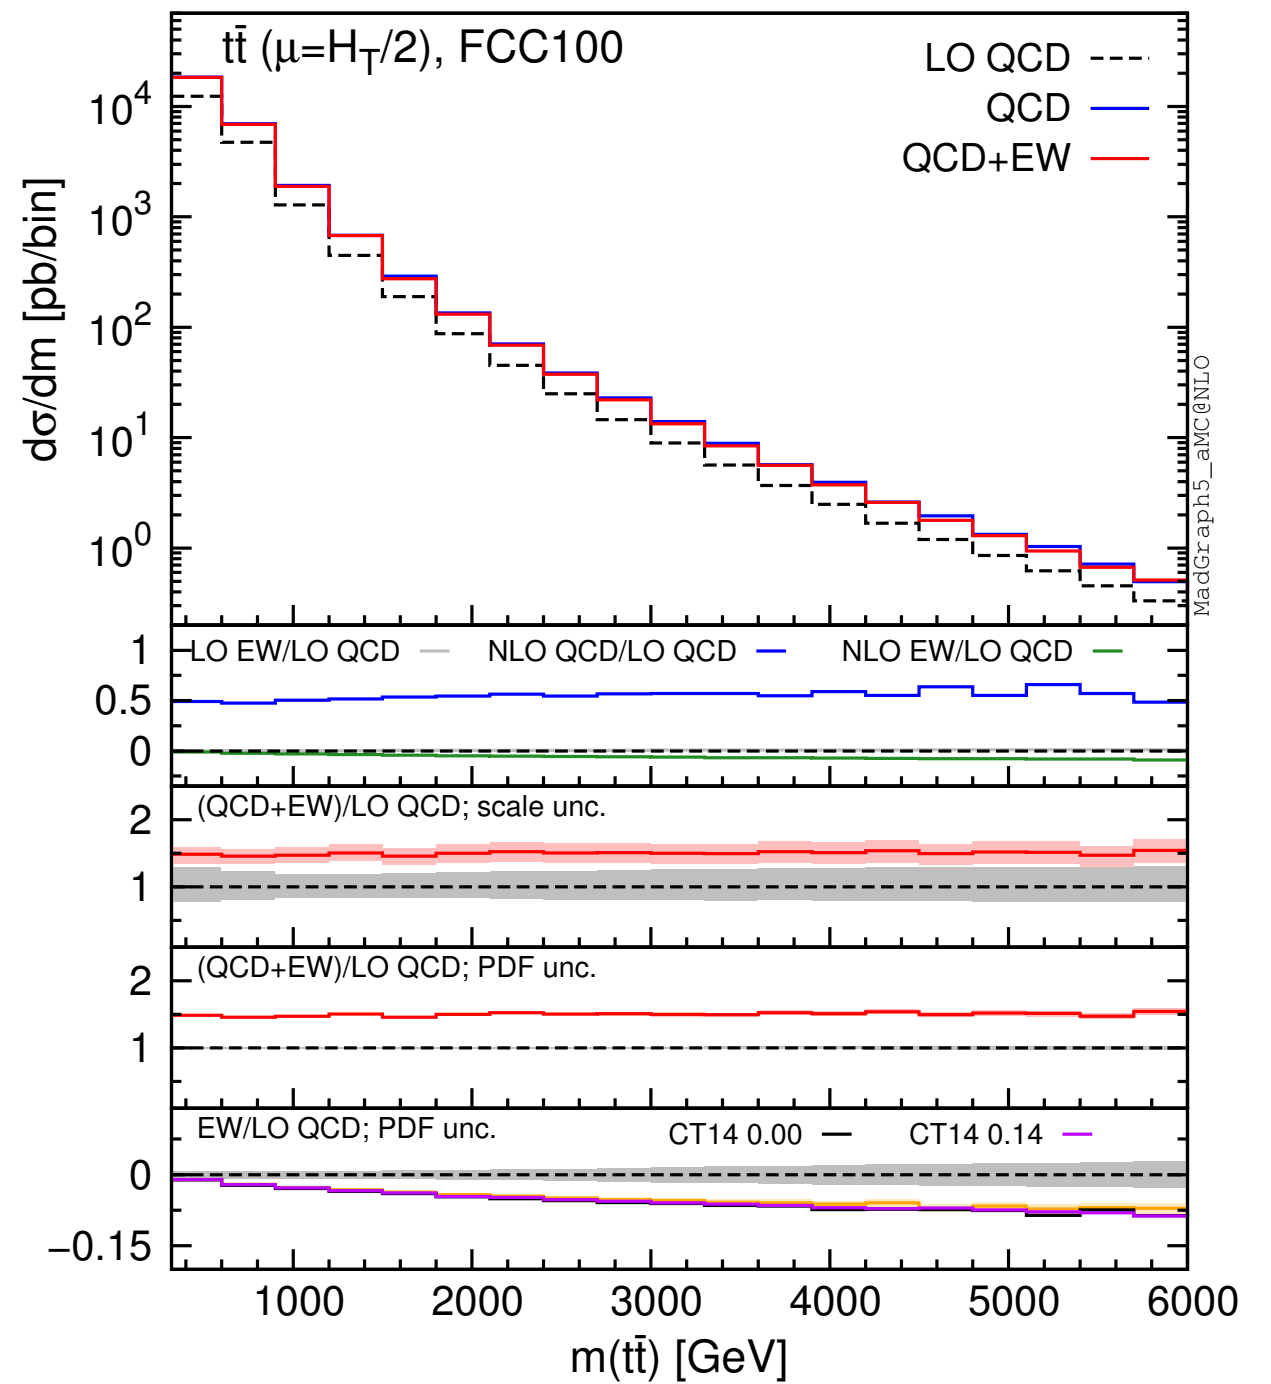 tt̄ (μ=H_T/2), FCC100
LO QCD
QCD
QCD+EW
dσ/dm [pb/bin]
10^4
10^3
10^2
10^1
10^0
MadGraph5_aMC@NLO
LO EW/LO QCD
NLO QCD/LO QCD
NLO EW/LO QCD
1
0.5
0
(QCD+EW)/LO QCD; scale unc.
2
1
(QCD+EW)/LO QCD; PDF unc.
2
1
EW/LO QCD; PDF unc.
CT14 0.00
CT14 0.14
0
−0.15
1000 2000 3000 4000 5000 6000
m(tt̄) [GeV]